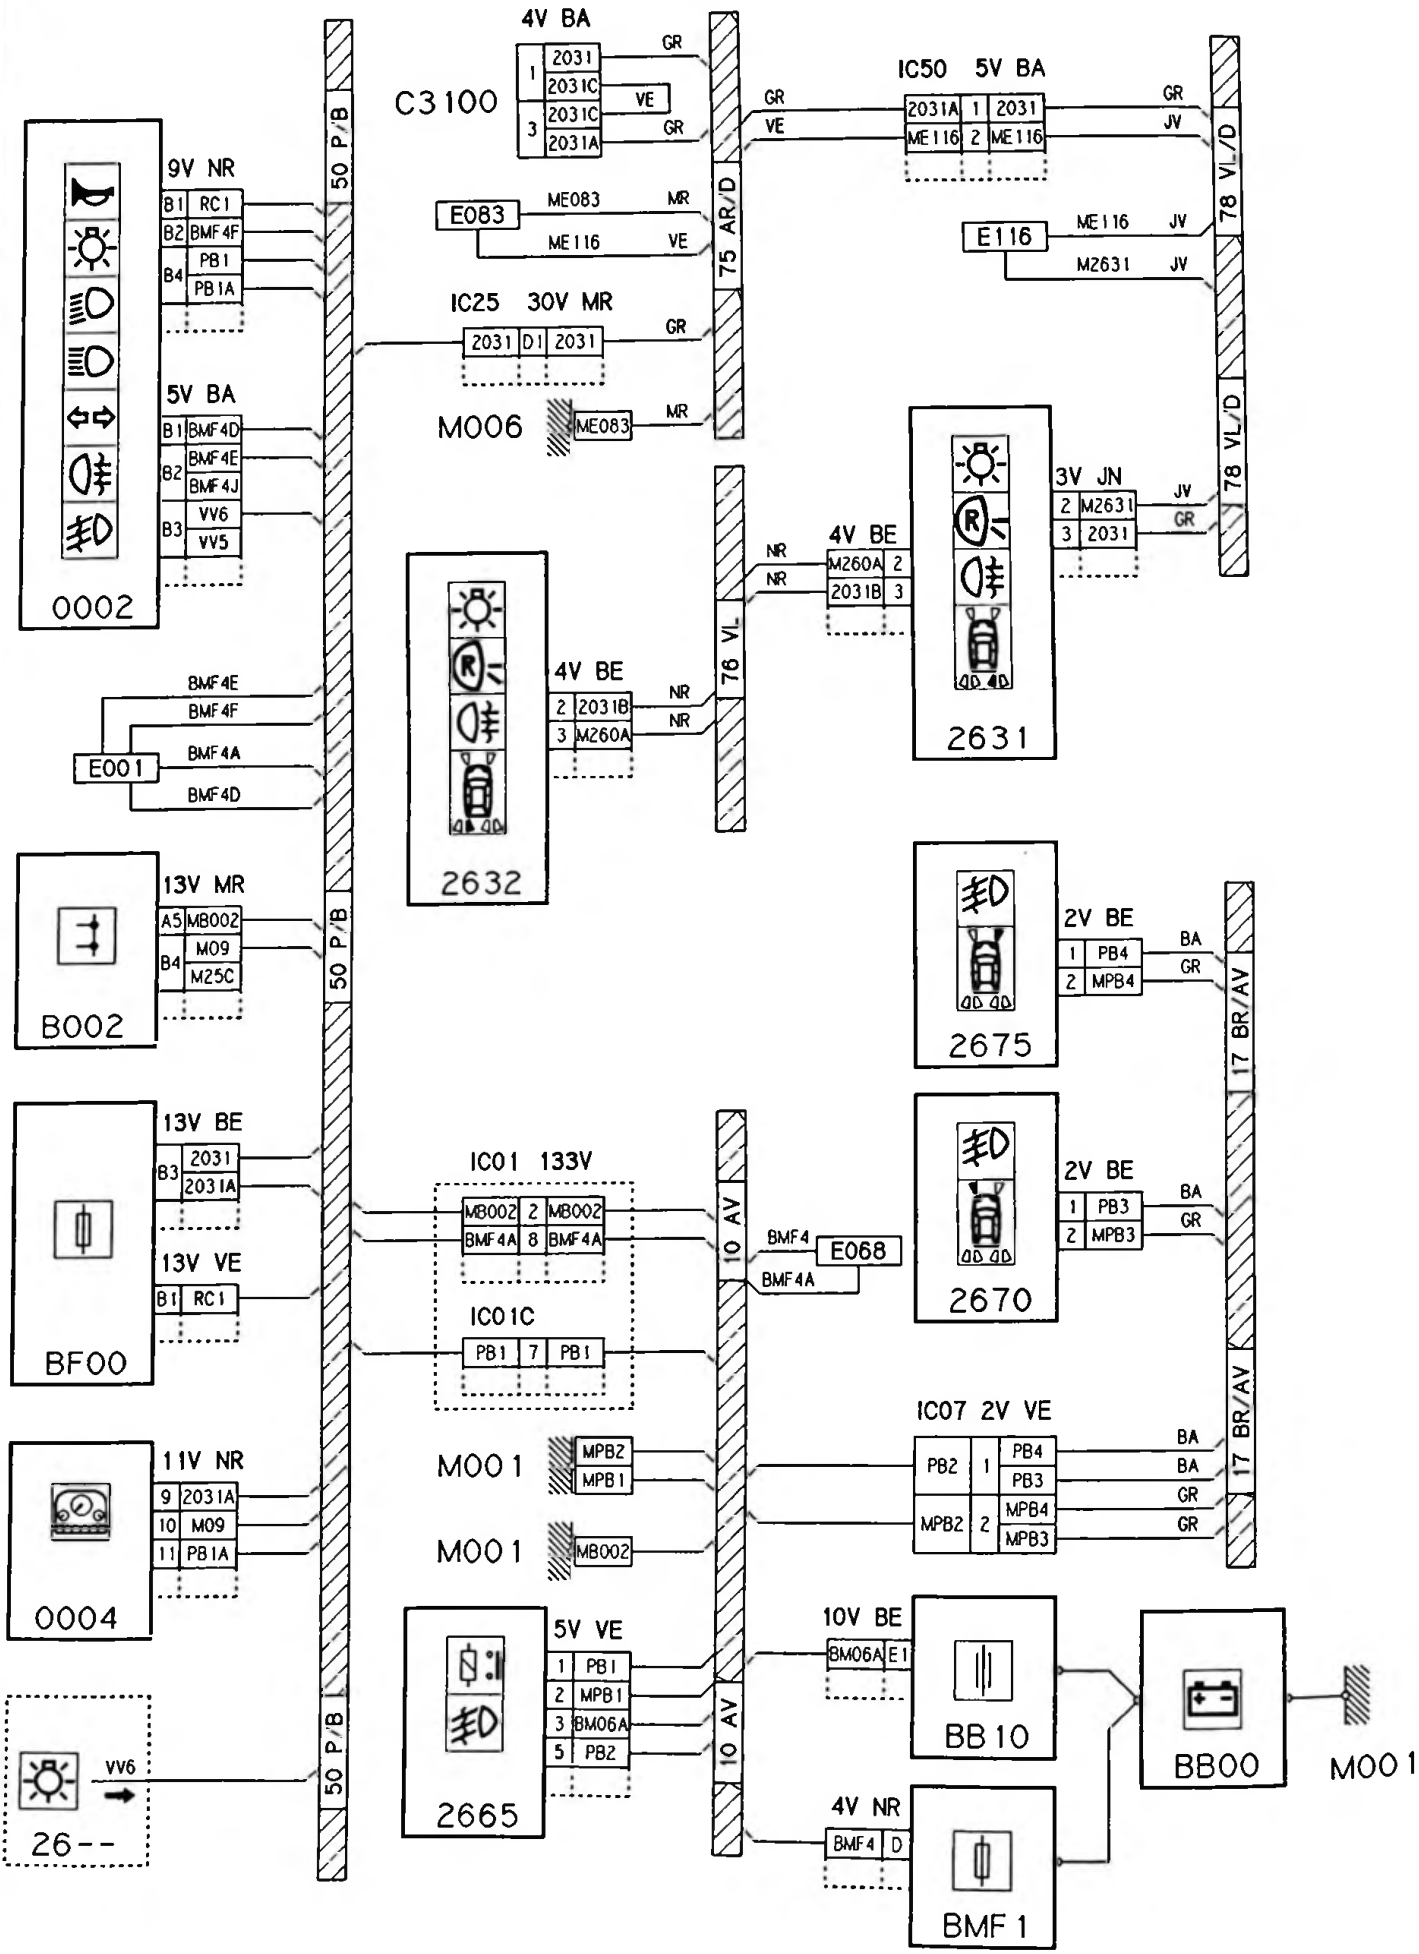 4V BA
C3100
1 2031 GR
2031C
VE
3 2031C
2031A GR
75 AR/D
GR
VE
IC50 5V BA
2031A 1 2031 GR
ME116 2 ME116 JV
78 VL/D
E083
ME083 MR
ME116 VE
E116
ME116 JV
M2631 JV
IC25 30V MR
2031 D1 2031 GR
M006
ME083 MR
50 P/B
9V NR
B1 RC1
B2 BMF4F
B4 PB1
PB1A
5V BA
B1 BMF4D
B2 BMF4E
BMF4J
B3 VV6
VV5
0002
78 VL/D
R
3V JN
2 M2631 JV
3 2031 GR
4V BE
NR M260A 2
NR 2031B 3
2631
76 VL
R
4V BE
2 2031B NR
3 M260A NR
2632
BMF4E
BMF4F
E001
BMF4A
BMF4D
13V MR
A5 MB002
B4 M09
M25C
B002
50 P/B
2V BE
1 PB4 BA
2 MPB4 GR
2675
17 BR/AV
13V BE
B3 2031
2031A
13V VE
B1 RC1
BF00
IC01 133V
MB002 2 MB002
BMF4A 8 BMF4A
IC01C
PB1 7 PB1
10 AV
BMF4
E068
BMF4A
2V BE
1 PB3 BA
2 MPB3 GR
2670
17 BR/AV
11V NR
9 2031A
10 M09
11 PB1A
0004
M001
MPB2
MPB1
M001
MB002
IC07 2V VE
PB2 1 PB4 BA
PB3 BA
MPB2 2 MPB4 GR
MPB3 GR
5V VE
1 PB1
2 MPB1
3 BM06A
5 PB2
2665
10 AV
10V BE
BM06A E1
BB10
+ -
BB00
M001
4V NR
BMF4 D
BMF1
50 P/B
VV6
26--